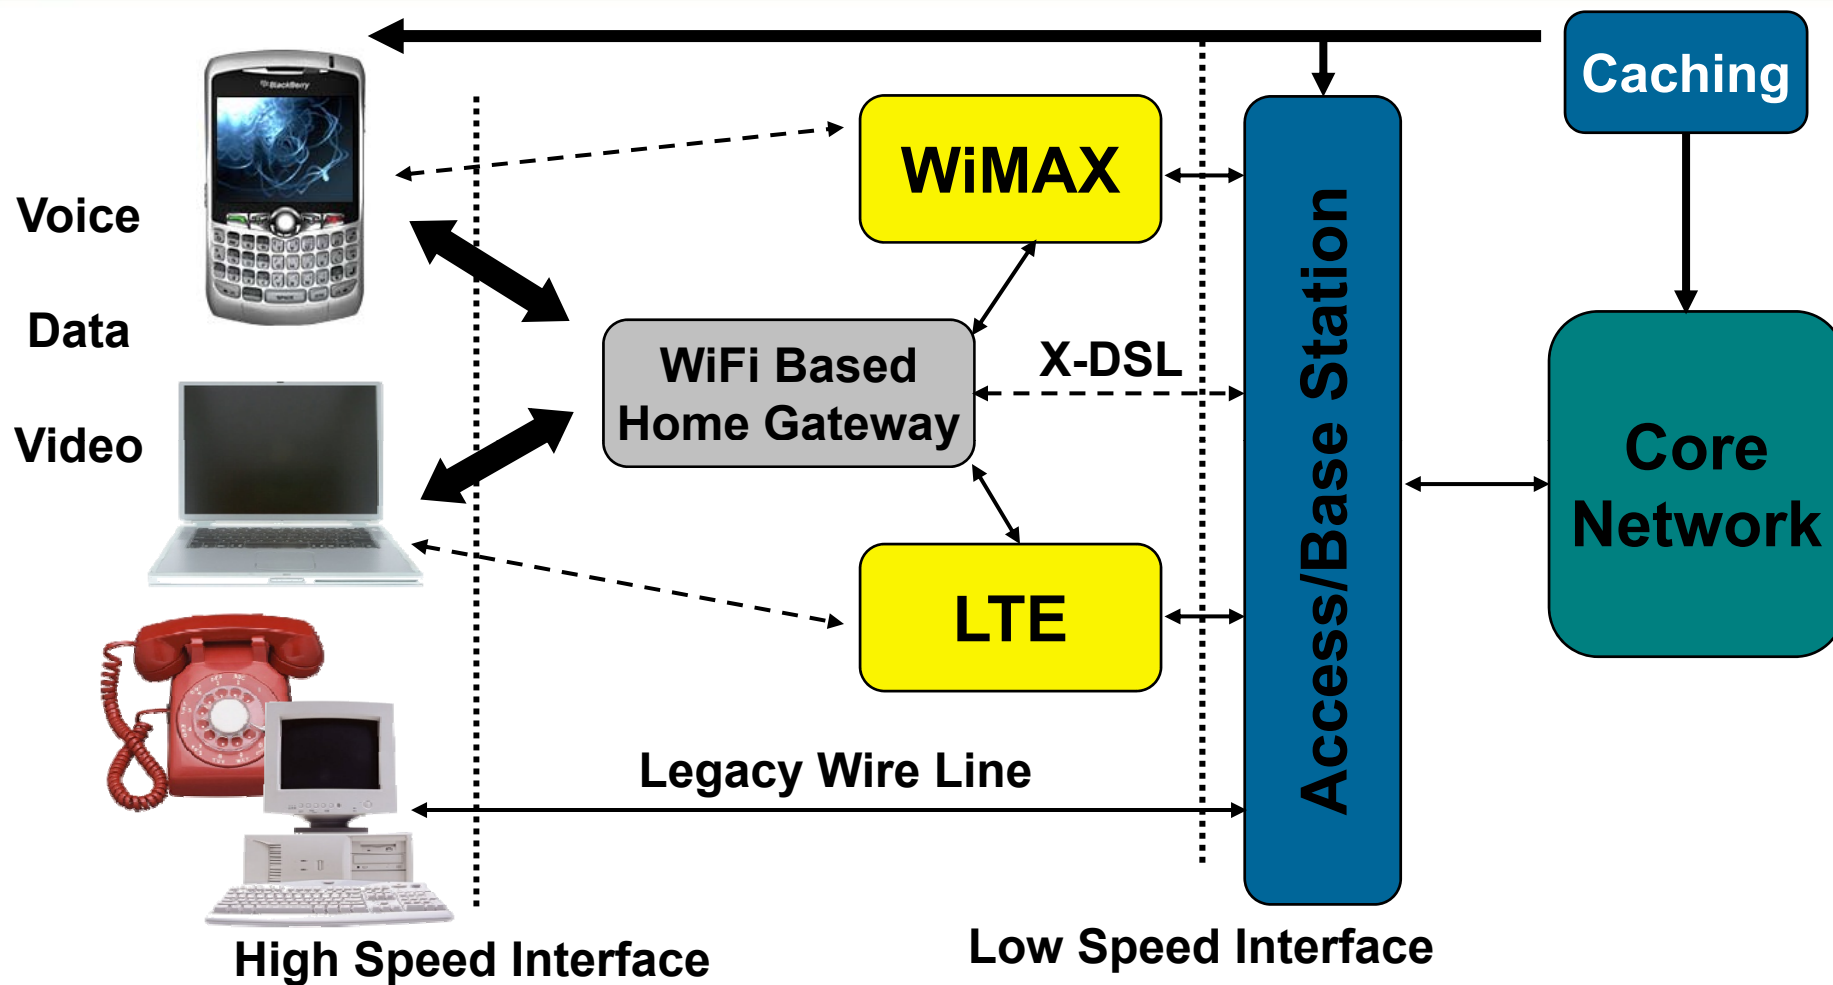 Caching
BlackBerry
WiMAX
Voice
Data
Video
WiFi Based
Home Gateway
X-DSL
Access/Base Station
Core
Network
LTE
Legacy Wire Line
High Speed Interface
Low Speed Interface